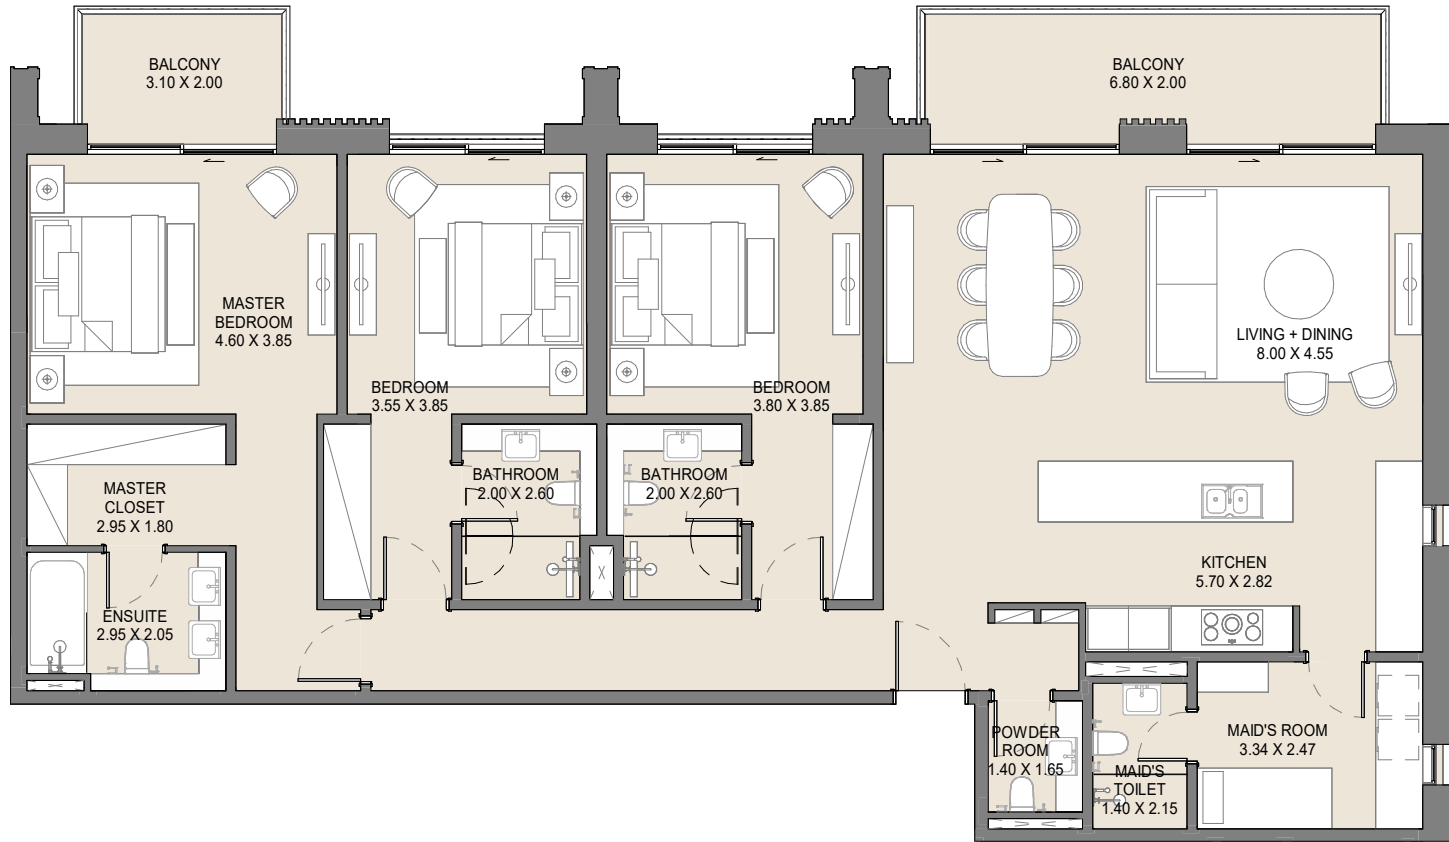 BALCONY
3.10 X 2.00
BALCONY
6.80 X 2.00
MASTER
BEDROOM
4.60 X 3.85
BEDROOM
3.55 X 3.85
BEDROOM
3.80 X 3.85
LIVING + DINING
8.00 X 4.55
MASTER
CLOSET
2.95 X 1.80
BATHROOM
2.00 X 2.60
BATHROOM
2.00 X 2.60
KITCHEN
5.70 X 2.82
ENSUITE
2.95 X 2.05
POWDER
ROOM
1.40 X 1.65
MAID'S
TOILET
1.40 X 2.15
MAID'S ROOM
3.34 X 2.47